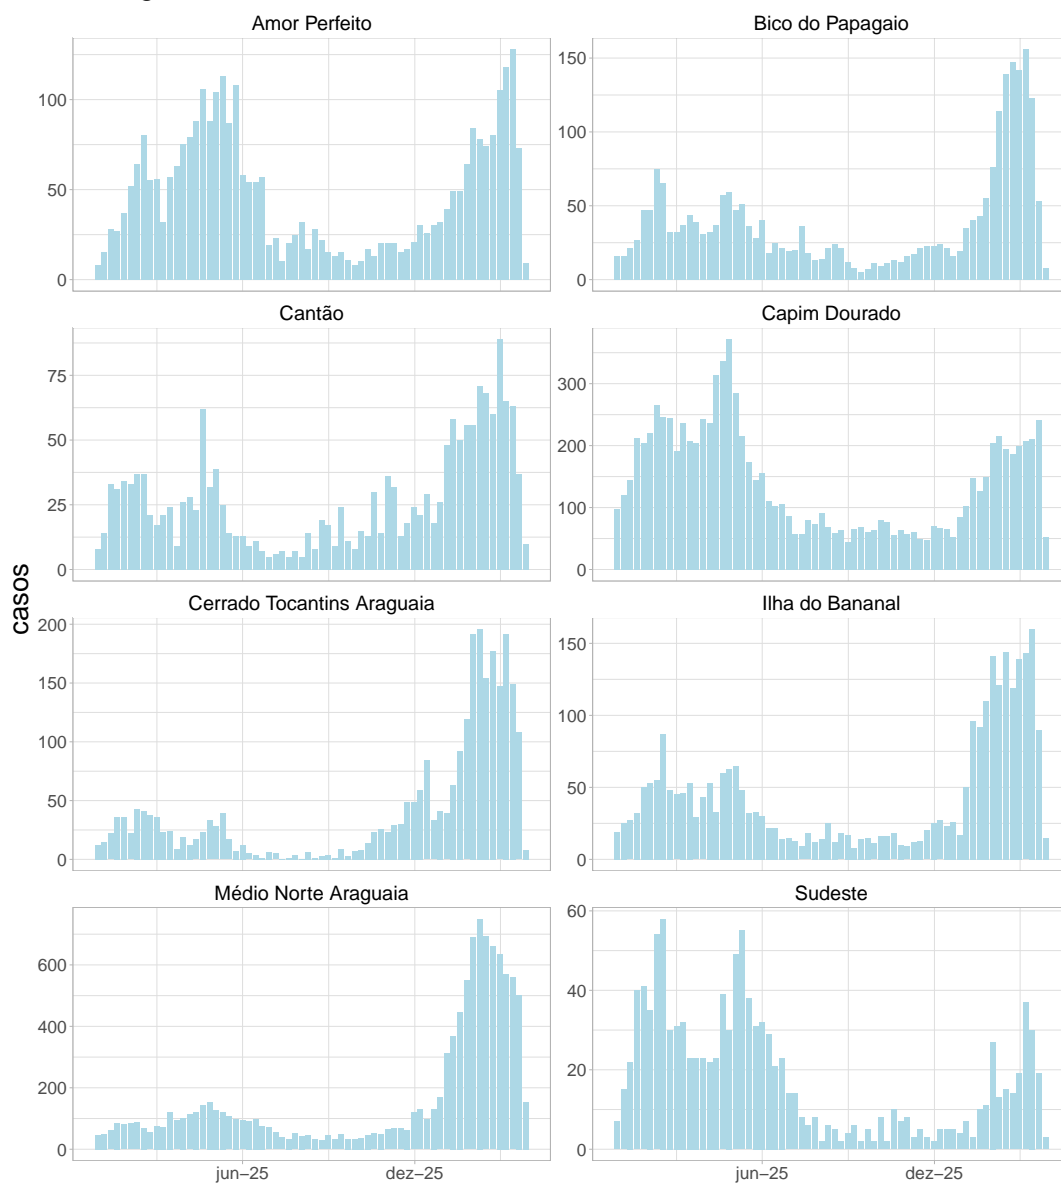 Amor Perfeito
Bico do Papagaio
100
50
0
150
100
50
0
Cantão
Capim Dourado
75
50
25
0
300
200
100
0
casos
Cerrado Tocantins Araguaia
Ilha do Bananal
200
150
100
50
0
150
100
50
0
Médio Norte Araguaia
Sudeste
600
400
200
0
60
40
20
0
jun–25
dez–25
jun–25
dez–25